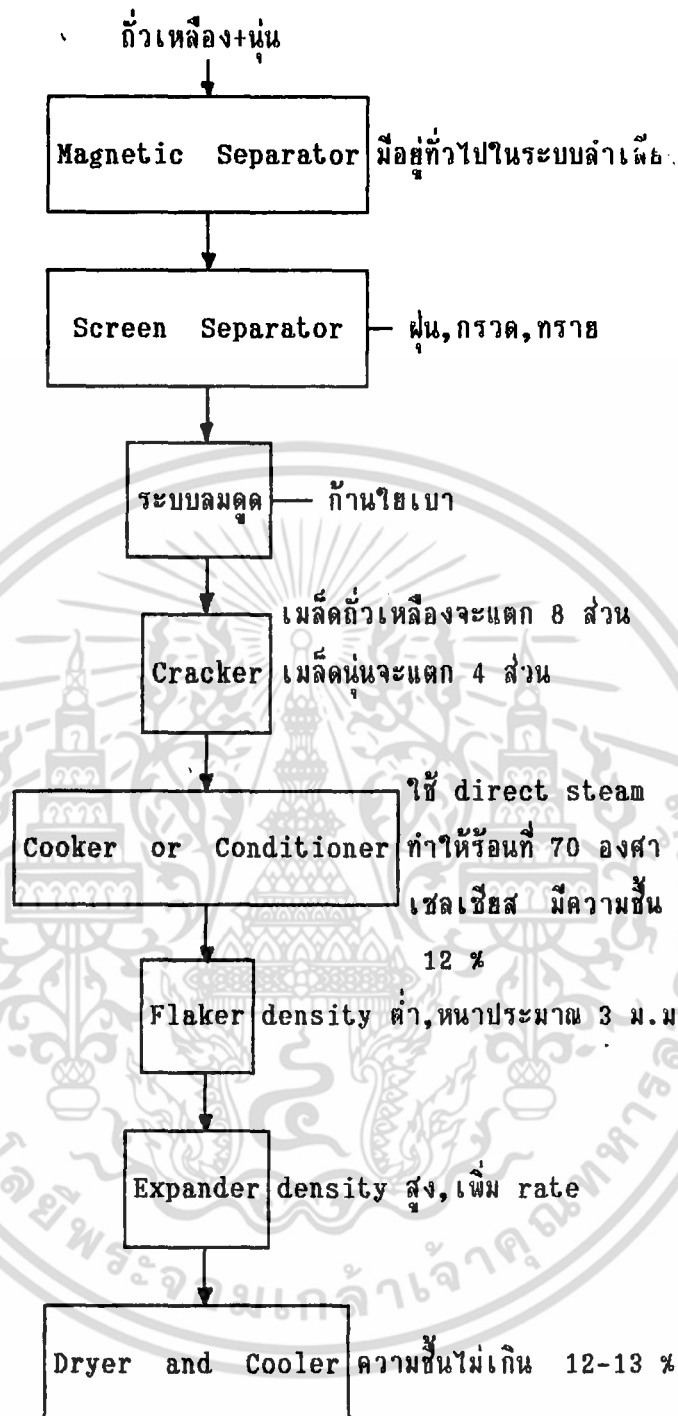 ถั่วเหลือง+นุ่น
Magnetic Separator มีอยู่ทั่วไปในระบบลำเลีย
Screen Separator ฝุ่น,กรวด,ทราย
ระบบลมดูด ก้านใยเบา
เมล็ดถั่วเหลืองจะแตก 8 ส่วน
Cracker เมล็ดนุ่นจะแตก 4 ส่วน
ใช้ direct steam
Cooker or Conditioner ทำให้ร้อนที่ 70 องศา
เซลเซียส มีความชื้น
12 %
Flaker density ต่ำ,หนาประมาณ 3 ม.ม
Expander density สูง,เพิ่ม rate
Dryer and Cooler ความชื้นไม่เกิน 12-13 %